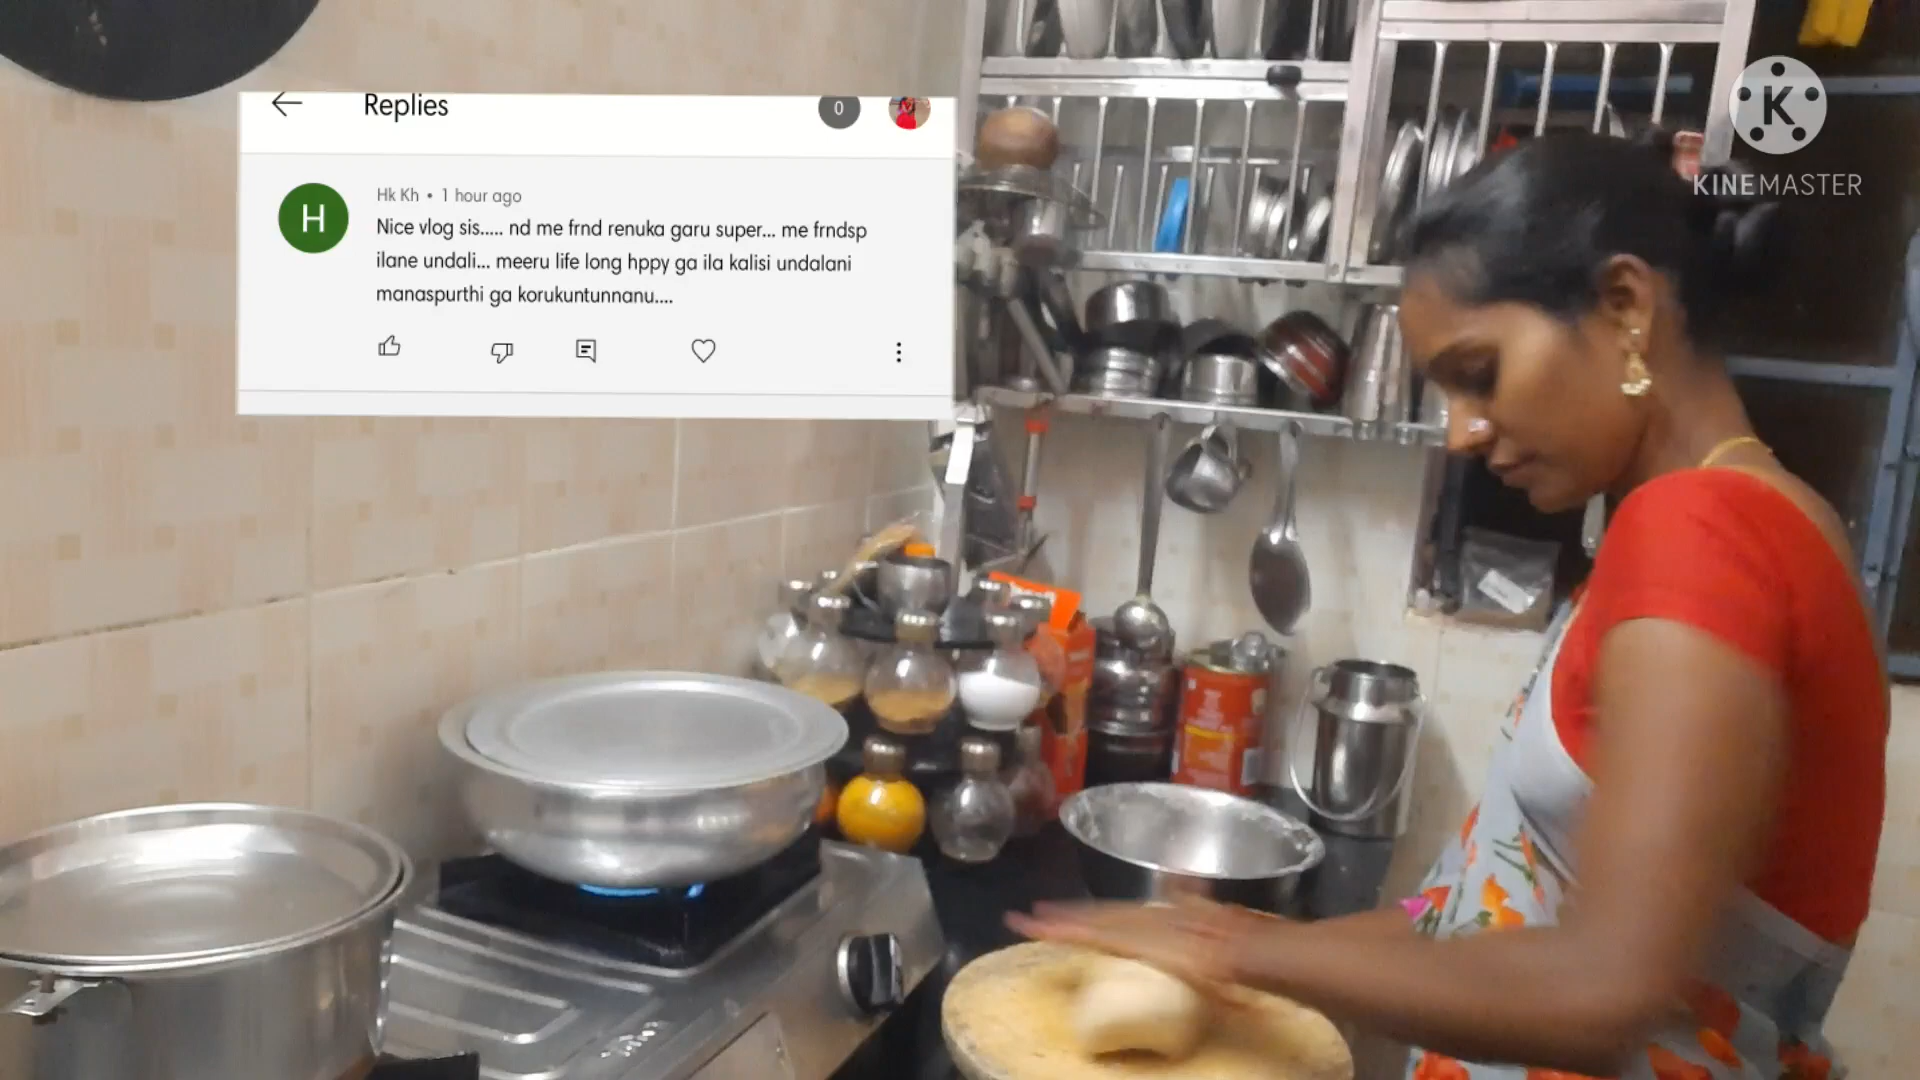 Replies
0
H
Hk Kh • 1 hour ago
Nice vlog sis..... nd me frnd renuka garu super... me frndsp
ilane undali... meeru life long hppy ga ila kalisi undalani
manaspurthi ga korukuntunnanu....
K
KINEMASTER